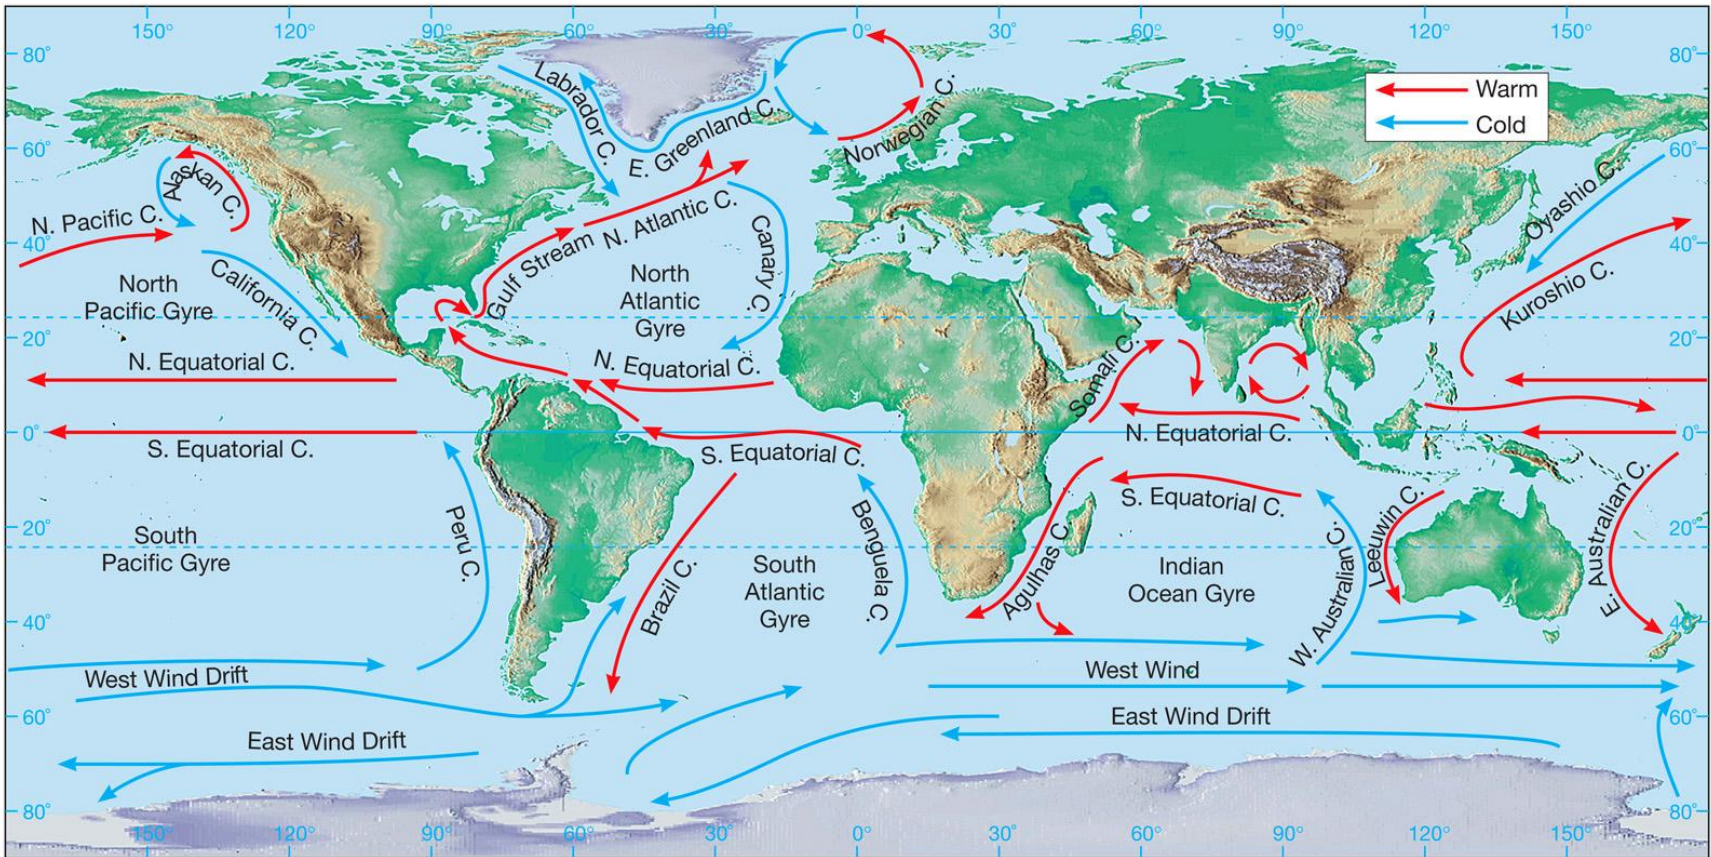 150°
120°
90°
60°
30°
0°
30°
60°
90°
120°
150°
80°
80°
Warm
Cold
Labrador C.
E. Greenland C.
Norwegian C.
60°
60°
Alaskan C.
N. Pacific C.
Oyashio C.
40°
40°
N. Atlantic C.
Gulf Stream
Canary C.
North
Pacific Gyre
California C.
North
Atlantic
Gyre
Kuroshio C.
20°
20°
N. Equatorial C.
N. Equatorial C.
Somali C.
0°
0°
S. Equatorial C.
S. Equatorial C.
N. Equatorial C.
S. Equatorial C.
Leeuwin C.
E. Australian C.
20°
20°
South
Pacific Gyre
Peru C.
Brazil C.
South
Atlantic
Gyre
Benguela C.
Agulhas C.
Indian
Ocean Gyre
W. Australian C.
40°
40°
West Wind Drift
West Wind
60°
60°
East Wind Drift
East Wind Drift
80°
80°
150°
120°
90°
60°
30°
0°
30°
60°
90°
120°
150°